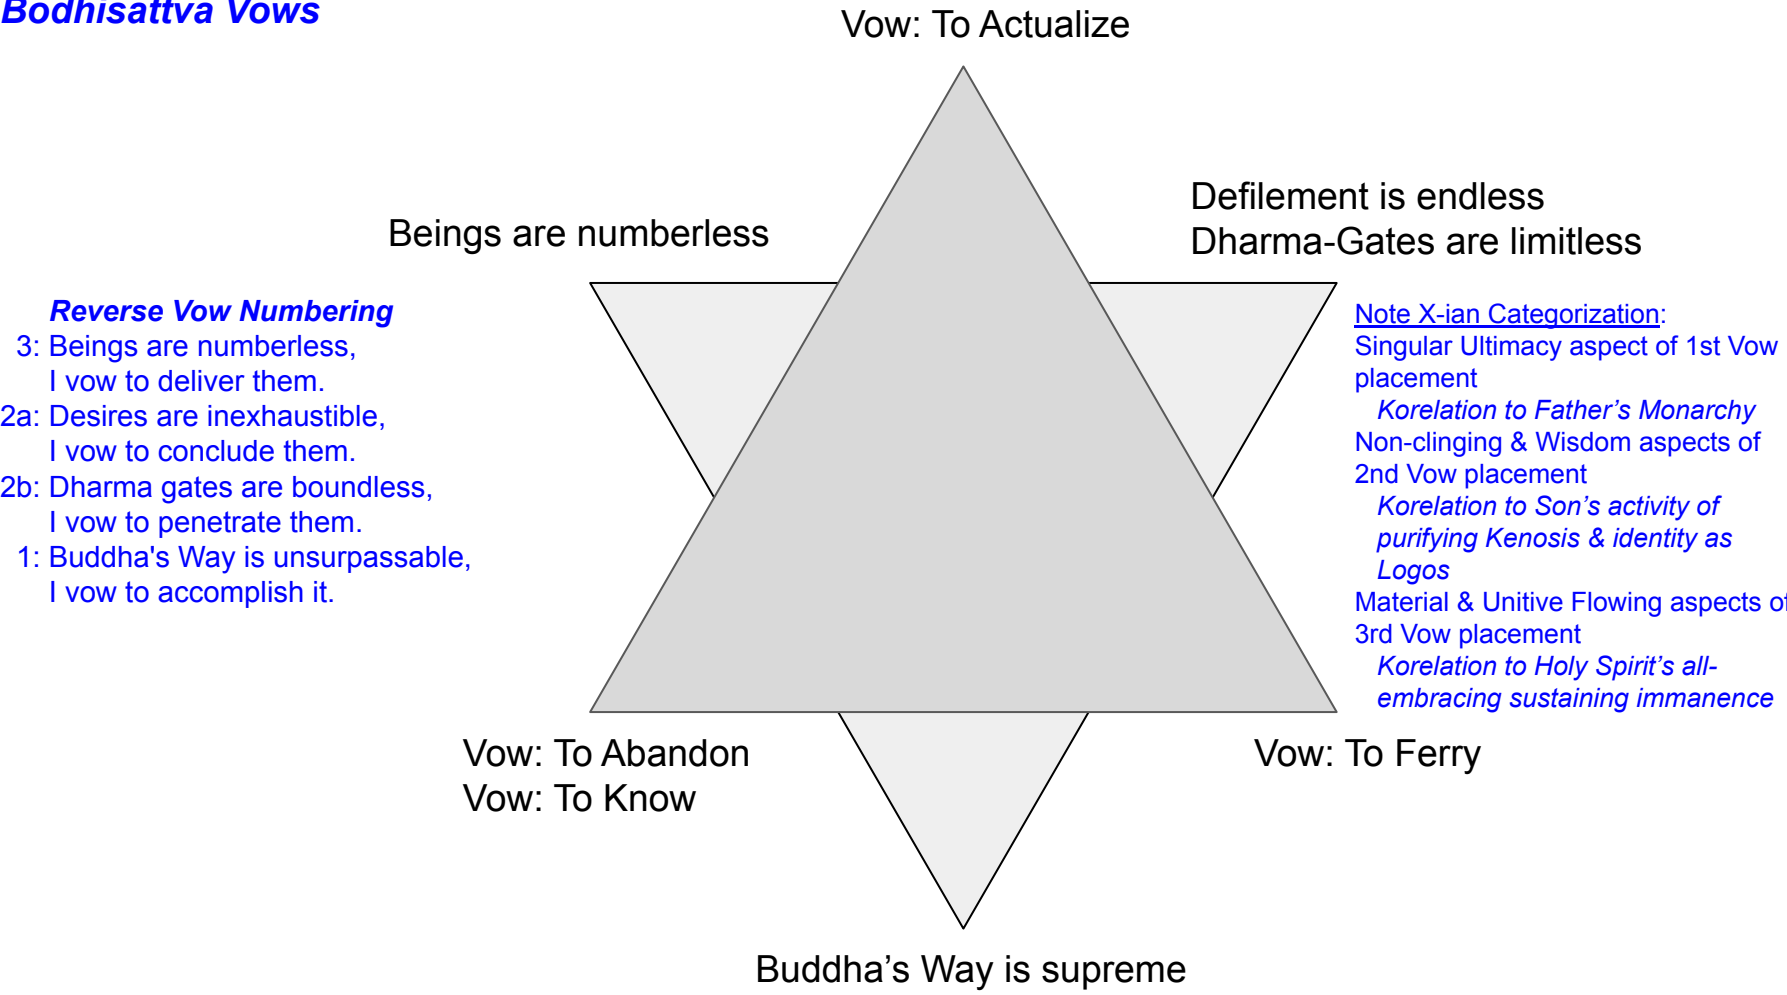 Bodhisattva Vows
Vow: To Actualize
Beings are numberless
Defilement is endless
Dharma-Gates are limitless
Reverse Vow Numbering
3: Beings are numberless,
I vow to deliver them.
2a: Desires are inexhaustible,
I vow to conclude them.
2b: Dharma gates are boundless,
I vow to penetrate them.
1: Buddha's Way is unsurpassable,
I vow to accomplish it.
Note X-ian Categorization:
Singular Ultimacy aspect of 1st Vow
placement
Korelation to Father's Monarchy
Non-clinging & Wisdom aspects of
2nd Vow placement
Korelation to Son's activity of
purifying Kenosis & identity as
Logos
Material & Unitive Flowing aspects of
3rd Vow placement
Korelation to Holy Spirit's all-
embracing sustaining immanence
Vow: To Abandon
Vow: To Know
Vow: To Ferry
Buddha's Way is supreme